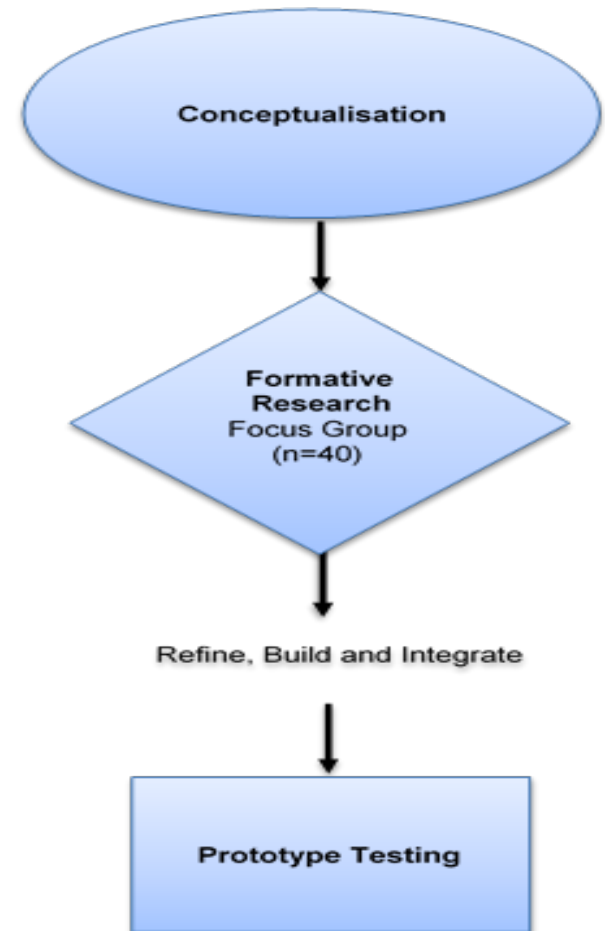 Conceptualisation
Formative
Research
Focus Group
(n=40)
Refine, Build and Integrate
Prototype Testing